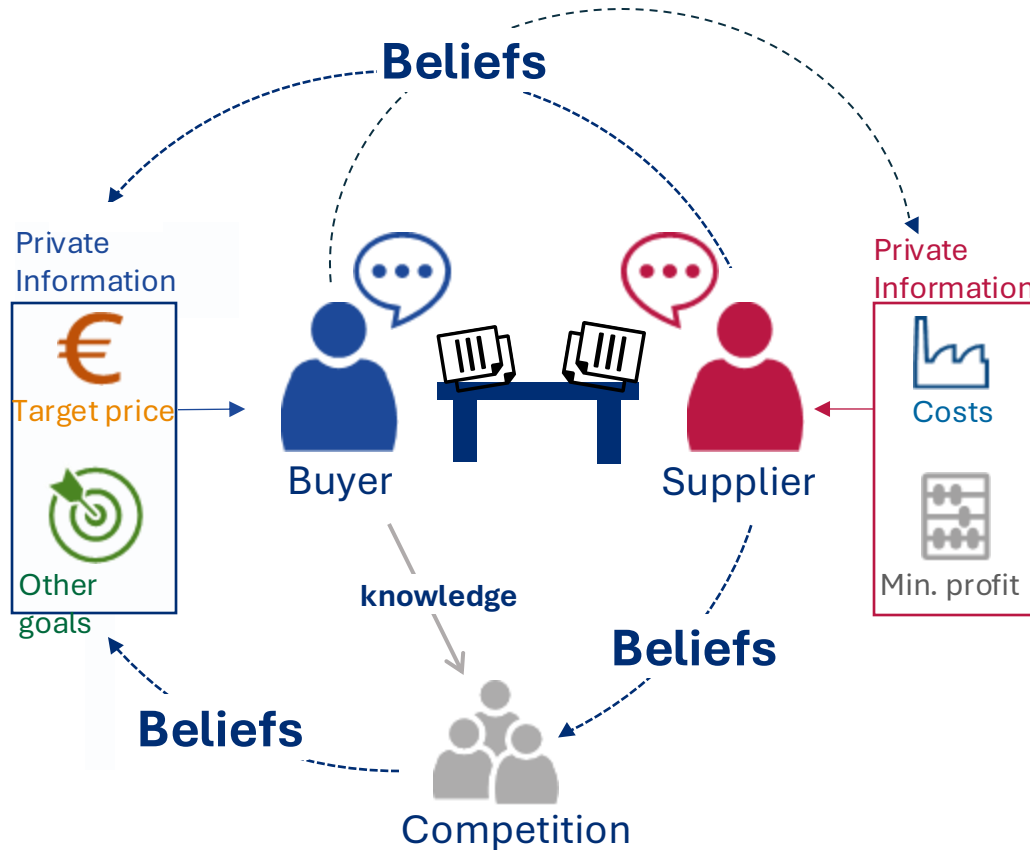 Beliefs
Private
Information
Private
Information
€
Target price
Costs
Buyer
Supplier
Other
goals
knowledge
Min. profit
Beliefs
Beliefs
Competition